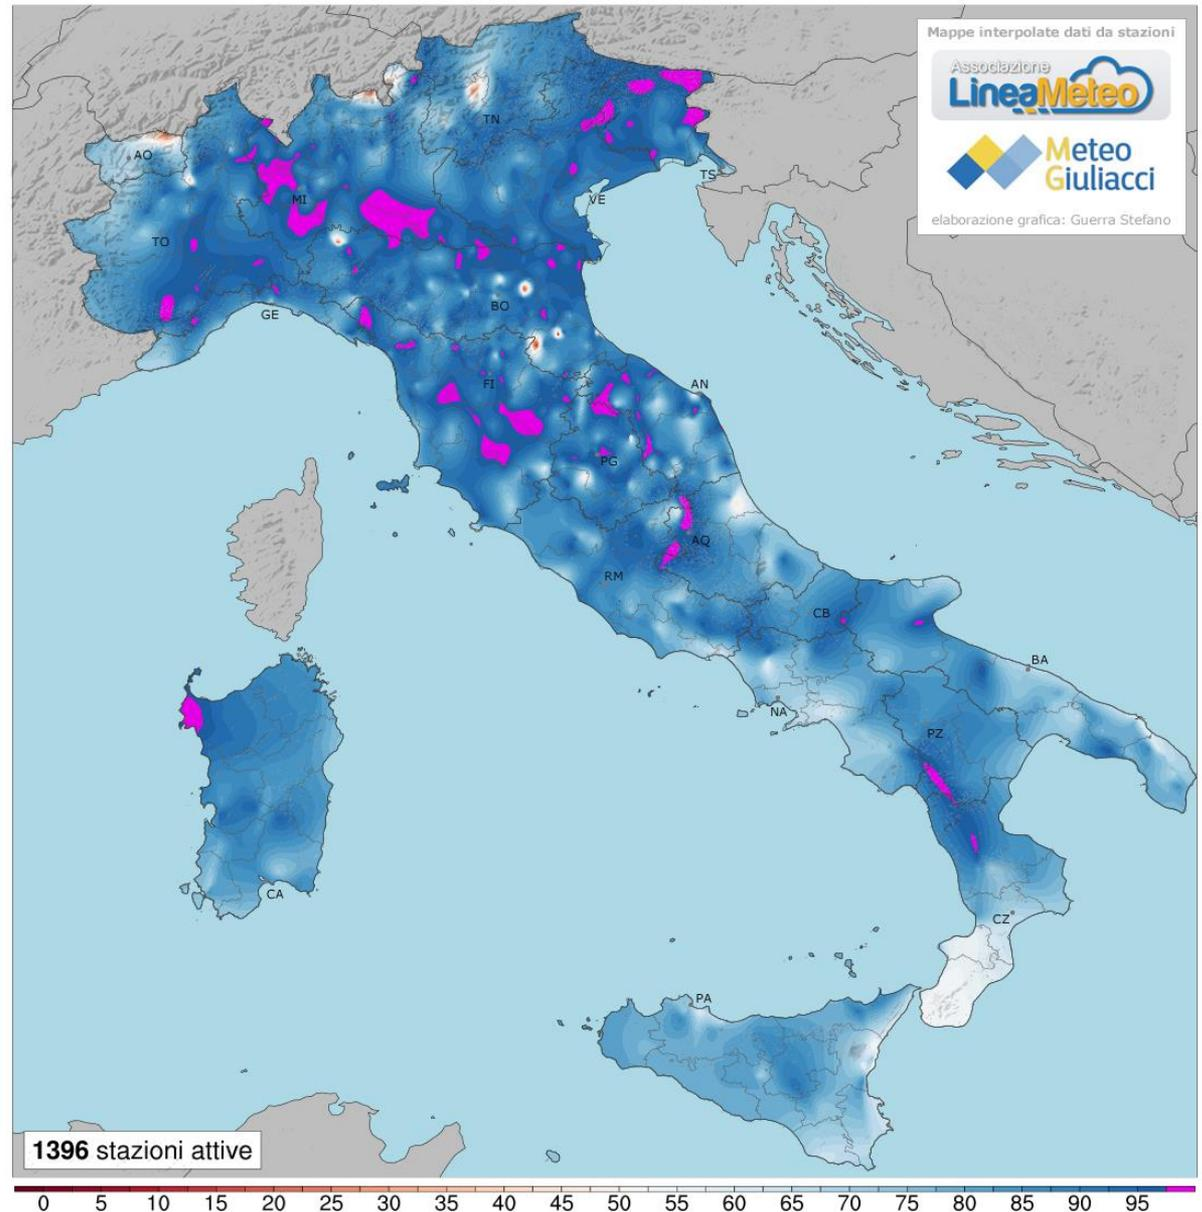 Mappe interpolate dati da stazioni
Associazione
LineaMeteo
Meteo
Giuliacci
elaborazione grafica: Guerra Stefano
TN
AO
TS
MI
VE
TO
BO
GE
FI
AN
PG
AQ
RM
CB
BA
NA
PZ
CA
CZ
PA
1396 stazioni attive
0 5 10 15 20 25 30 35 40 45 50 55 60 65 70 75 80 85 90 95